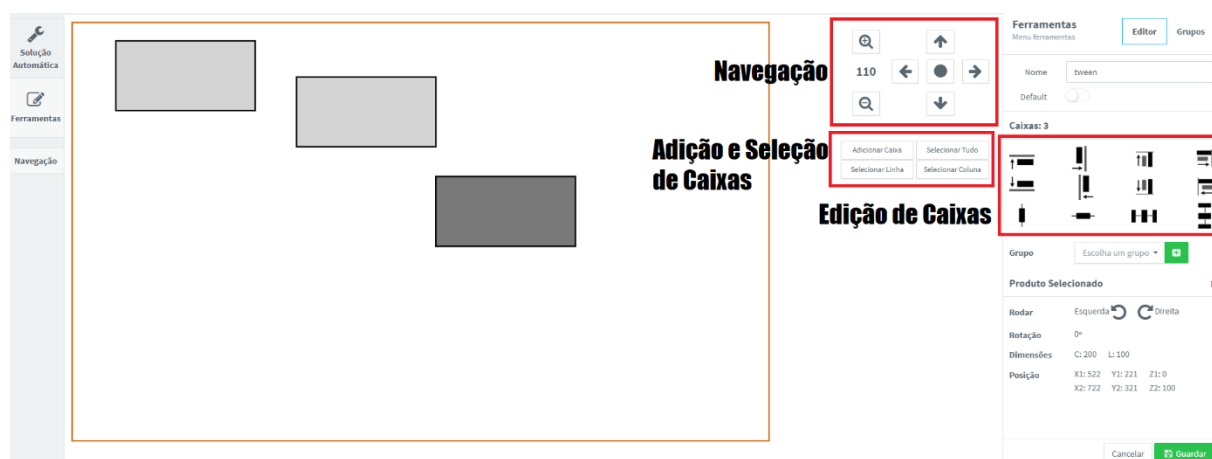 Solução
Automática
Ferramentas
Navegação
Navegação
110
Adição e Seleção
de Caixas
Adicionar Caixa
Selecionar Tudo
Selecionar Linha
Selecionar Coluna
Edição de Caixas
Ferramentas
Menu ferramentas
Editor
Grupos
Nome
tween
Default
Caixas: 3
Grupo
Escolha um grupo
Produto Selecionado
Rodar
Esquerda
Direita
Rotação
0º
Dimensões
C: 200 L: 100
Posição
X1: 522 Y1: 221 Z1: 0
X2: 722 Y2: 321 Z2: 100
Cancelar
Guardar